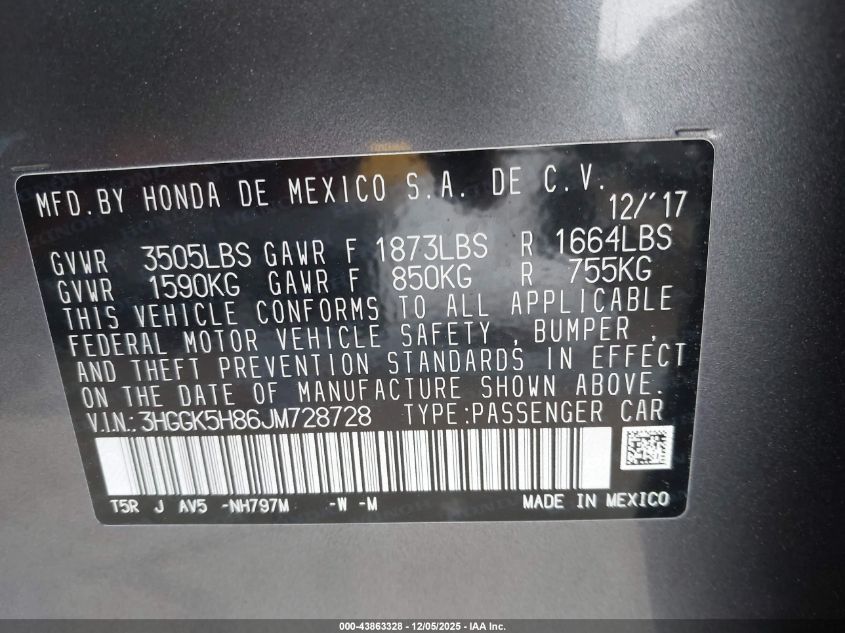 MFD.BY HONDA DE MEXICO S.A. DE C.V.
12/'17
GVWR 3505LBS GAWR F 1873LBS R 1664LBS
GVWR 1590KG GAWR F 850KG R 755KG
THIS VEHICLE CONFORMS TO ALL APPLICABLE
FEDERAL MOTOR VEHICLE SAFETY , BUMPER ,
AND THEFT PREVENTION STANDARDS IN EFFECT
ON THE DATE OF MANUFACTURE SHOWN ABOVE.
V.I.N.:3HGGK5H86JM728728 TYPE:PASSENGER CAR
T5R J AV5 -NH797M -W -M MADE IN MEXICO
000-43863328 - 12/05/2025 - IAA Inc.